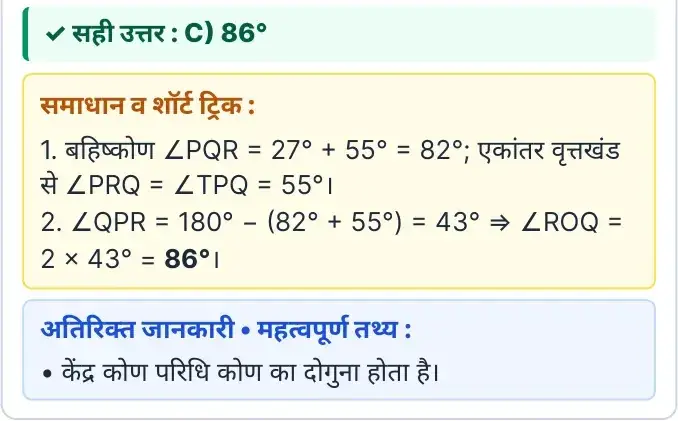 ✓ सही उत्तर : C) 86°
समाधान व शॉर्ट ट्रिक :
1. बहिष्कोण ∠PQR = 27° + 55° = 82°; एकांतर वृत्तखंड
से ∠PRQ = ∠TPQ = 55°।
2. ∠QPR = 180° − (82° + 55°) = 43° ⇒ ∠ROQ =
2 × 43° = 86°।
अतिरिक्त जानकारी • महत्वपूर्ण तथ्य :
• केंद्र कोण परिधि कोण का दोगुना होता है।